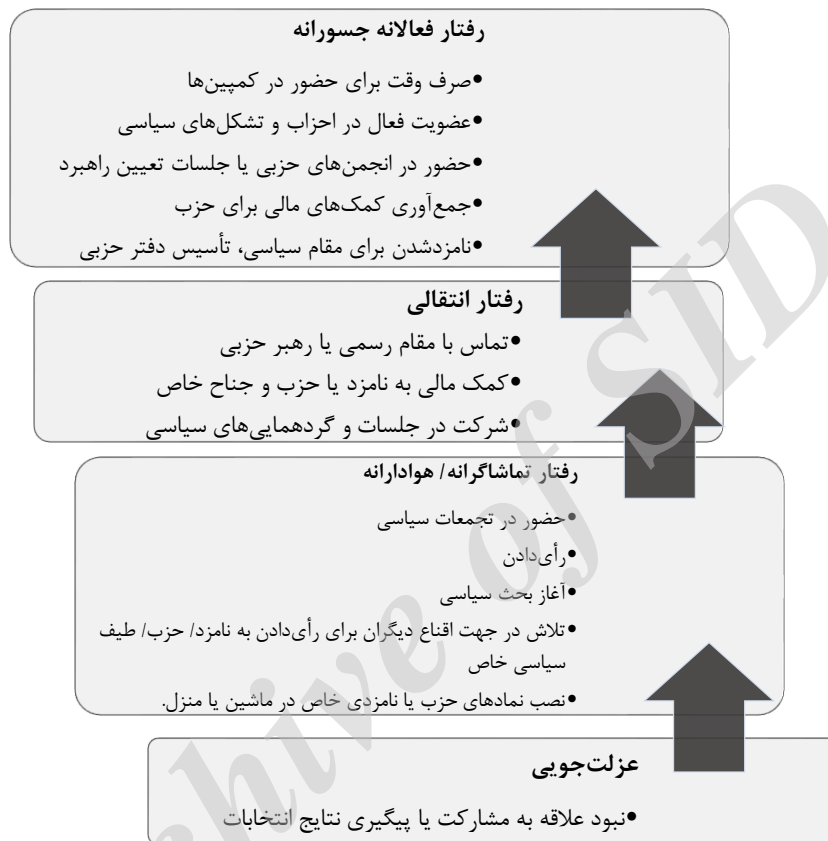 رفتار فعالانه جسورانه
•صرف وقت برای حضور در کمپین‌ها
•عضویت فعال در احزاب و تشکل‌های سیاسی
•حضور در انجمن‌های حزبی یا جلسات تعیین راهبرد
•جمع‌آوری کمک‌های مالی برای حزب
•نامزدشدن برای مقام سیاسی، تأسیس دفتر حزبی
رفتار انتقالی
•تماس با مقام رسمی یا رهبر حزبی
•کمک مالی به نامزد یا حزب و جناح خاص
•شرکت در جلسات و گردهمایی‌های سیاسی
رفتار تماشاگرانه/ هوادارانه
•حضور در تجمعات سیاسی
•رأی‌دادن
•آغاز بحث سیاسی
•تلاش در جهت اقناع دیگران برای رأی‌دادن به نامزد/ حزب/ طیف
سیاسی خاص
•نصب نمادهای حزب یا نامزدی خاص در ماشین یا منزل.
عزلت‌جویی
•نبود علاقه به مشارکت یا پیگیری نتایج انتخابات
Archive of SID